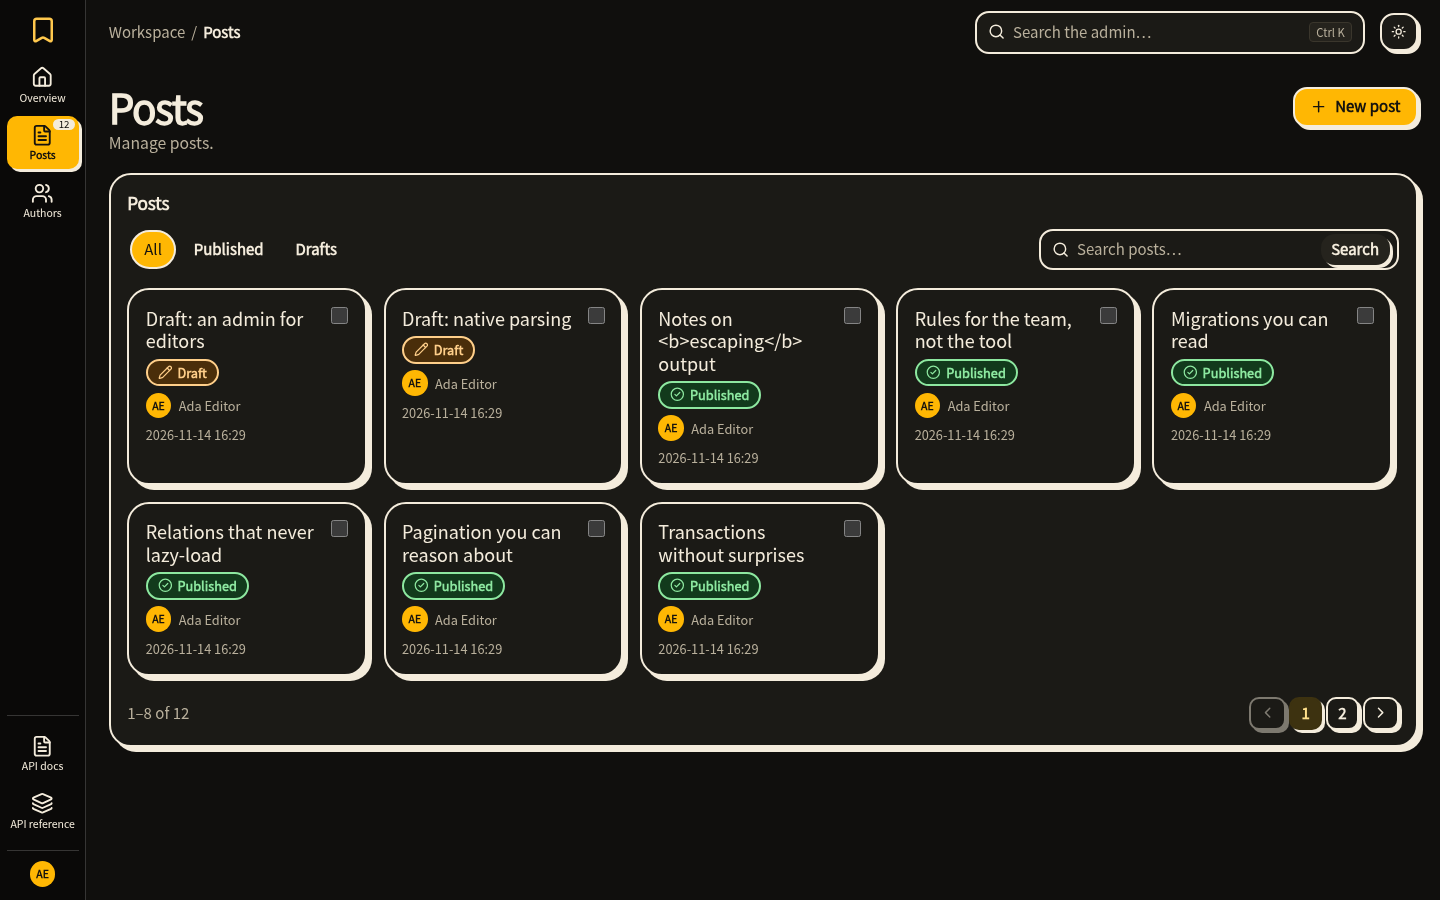 Workspace / Posts
Search the admin…
Ctrl K
Overview
12
Posts
Authors
API docs
API reference
AE
Posts
Manage posts.
New post
Posts
All
Published
Drafts
Search posts…
Search
Draft: an admin for
editors
Draft
AE
Ada Editor
2026-11-14 16:29
Draft: native parsing
Draft
AE
Ada Editor
2026-11-14 16:29
Notes on
<b>escaping</b>
output
Published
AE
Ada Editor
2026-11-14 16:29
Rules for the team,
not the tool
Published
AE
Ada Editor
2026-11-14 16:29
Migrations you can
read
Published
AE
Ada Editor
2026-11-14 16:29
Relations that never
lazy-load
Published
AE
Ada Editor
2026-11-14 16:29
Pagination you can
reason about
Published
AE
Ada Editor
2026-11-14 16:29
Transactions
without surprises
Published
AE
Ada Editor
2026-11-14 16:29
1–8 of 12
1
2